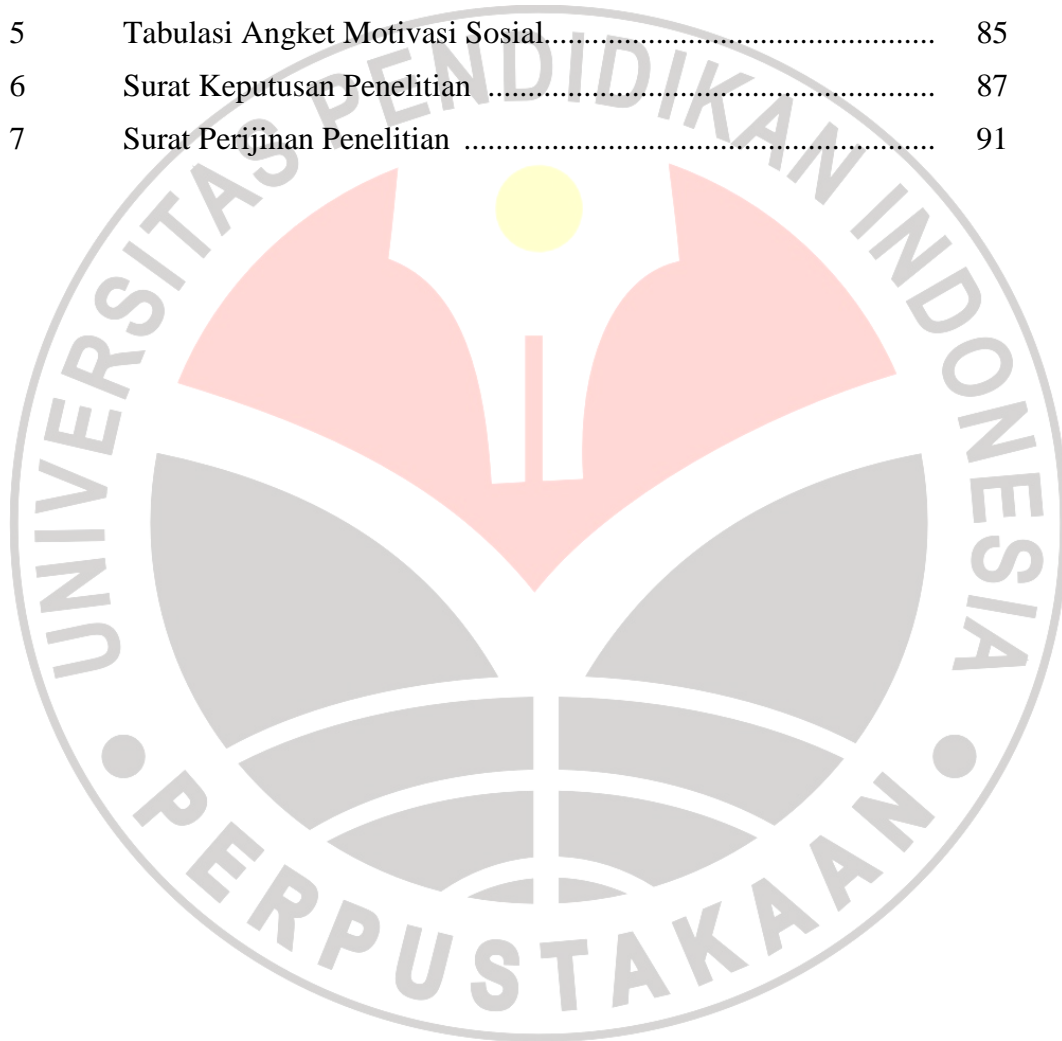 5 Tabulasi Angket Motivasi Sosial................................................ 85
6 Surat Keputusan Penelitian ....................................................... 87
7 Surat Perijinan Penelitian .......................................................... 91
UNIVERSITAS PENDIDIKAN INDONESIA
PERPUSTAKAAN